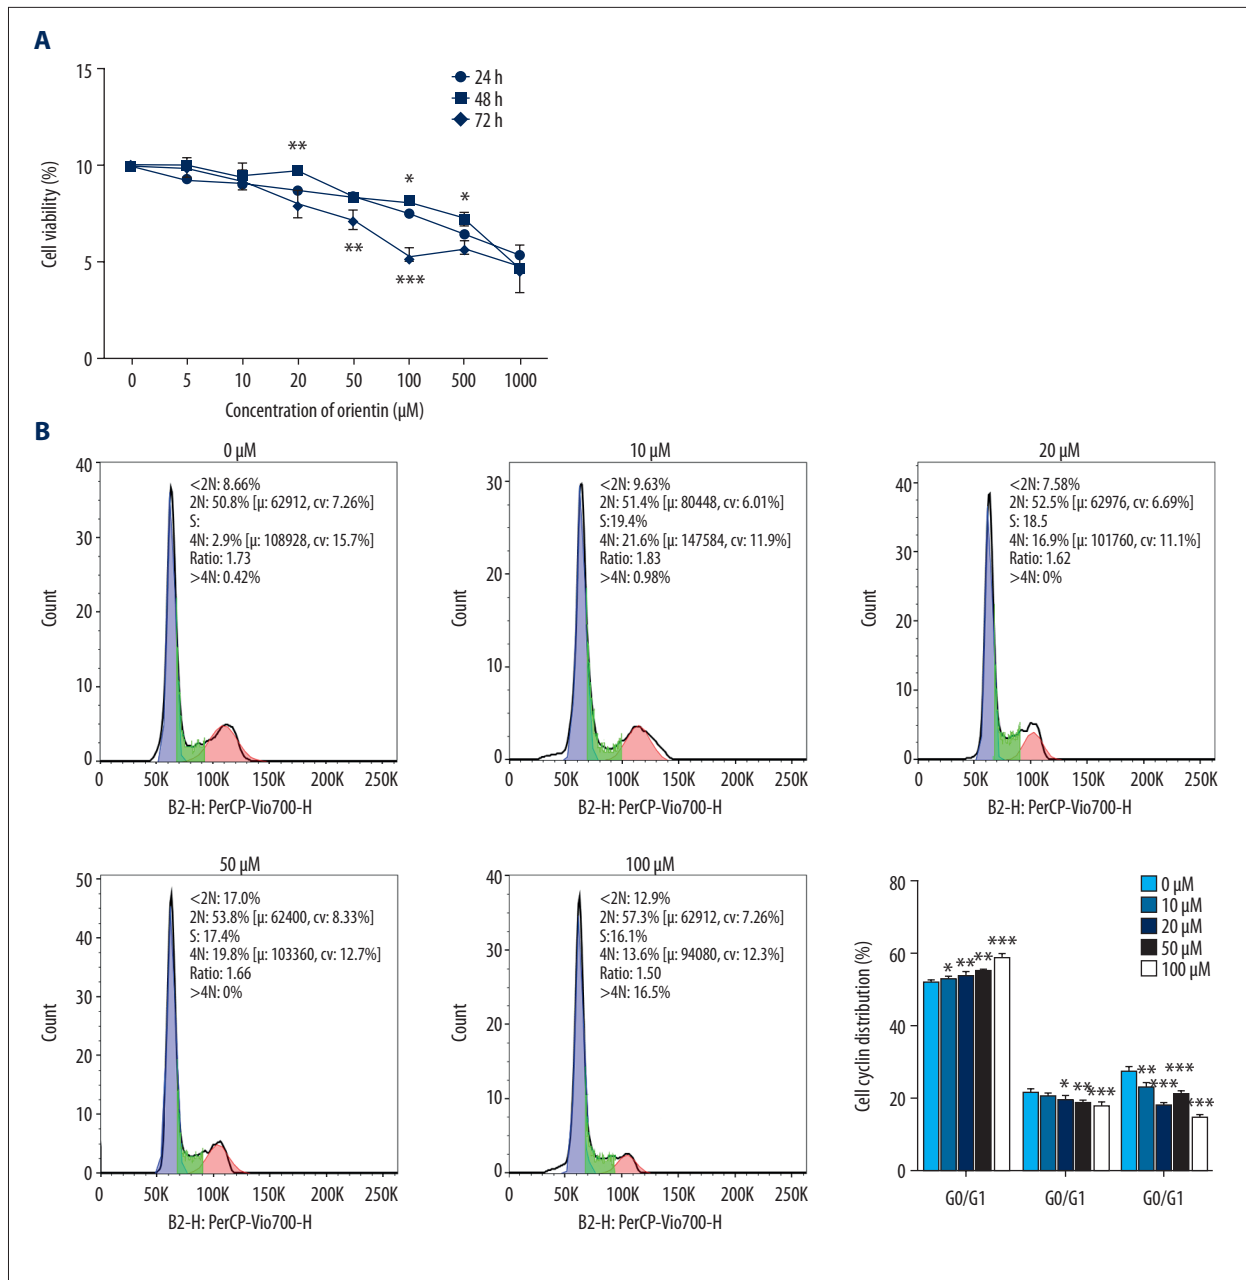 A
15
10
5
0
Cell viability (%)
24 h
48 h
72 h
**
*
*
**
***
0 5 10 20 50 100 500 1000
Concentration of orientin (µM)
B
0 µM
40
30
20
10
0
Count
<2N: 8.66%
2N: 50.8% [µ: 62912, cv: 7.26%]
S:
4N: 2.9% [µ: 108928, cv: 15.7%]
Ratio: 1.73
>4N: 0.42%
0 50K 100K 150K 200K 250K
B2-H: PerCP-Vio700-H
10 µM
30
20
10
0
Count
<2N: 9.63%
2N: 51.4% [µ: 80448, cv: 6.01%]
S:19.4%
4N: 21.6% [µ: 147584, cv: 11.9%]
Ratio: 1.83
>4N: 0.98%
0 50K 100K 150K 200K 250K
B2-H: PerCP-Vio700-H
20 µM
40
30
20
10
0
Count
<2N: 7.58%
2N: 52.5% [µ: 62976, cv: 6.69%]
S: 18.5
4N: 16.9% [µ: 101760, cv: 11.1%]
Ratio: 1.62
>4N: 0%
0 50K 100K 150K 200K 250K
B2-H: PerCP-Vio700-H
50 µM
50
40
30
20
10
0
Count
<2N: 17.0%
2N: 53.8% [µ: 62400, cv: 8.33%]
S: 17.4%
4N: 19.8% [µ: 103360, cv: 12.7%]
Ratio: 1.66
>4N: 0%
0 50K 100K 150K 200K 250K
B2-H: PerCP-Vio700-H
100 µM
40
30
20
10
0
Count
<2N: 12.9%
2N: 57.3% [µ: 62912, cv: 7.26%]
S:16.1%
4N: 13.6% [µ: 94080, cv: 12.3%]
Ratio: 1.50
>4N: 16.5%
0 50K 100K 150K 200K 250K
B2-H: PerCP-Vio700-H
80
60
40
20
0
Cell cyclin distribution (%)
0 µM
10 µM
20 µM
50 µM
100 µM
* ** ** ***
* ** ***
** *** *** ***
G0/G1 G0/G1 G0/G1